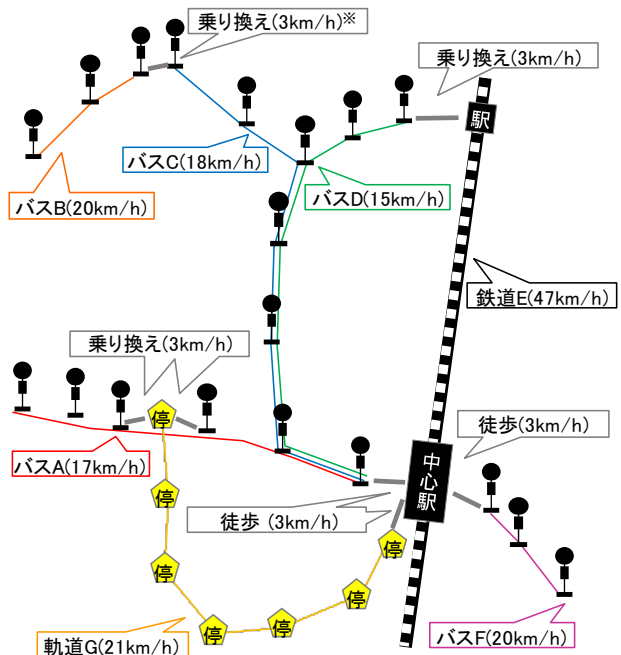 乗り換え(3km/h)※
乗り換え(3km/h)
駅
バスC(18km/h)
バスB(20km/h)
バスD(15km/h)
鉄道E(47km/h)
乗り換え(3km/h)
停
徒歩(3km/h)
バスA(17km/h)
中心駅
停
徒歩 (3km/h)
停
停
停
停
停
軌道G(21km/h)
バスF(20km/h)